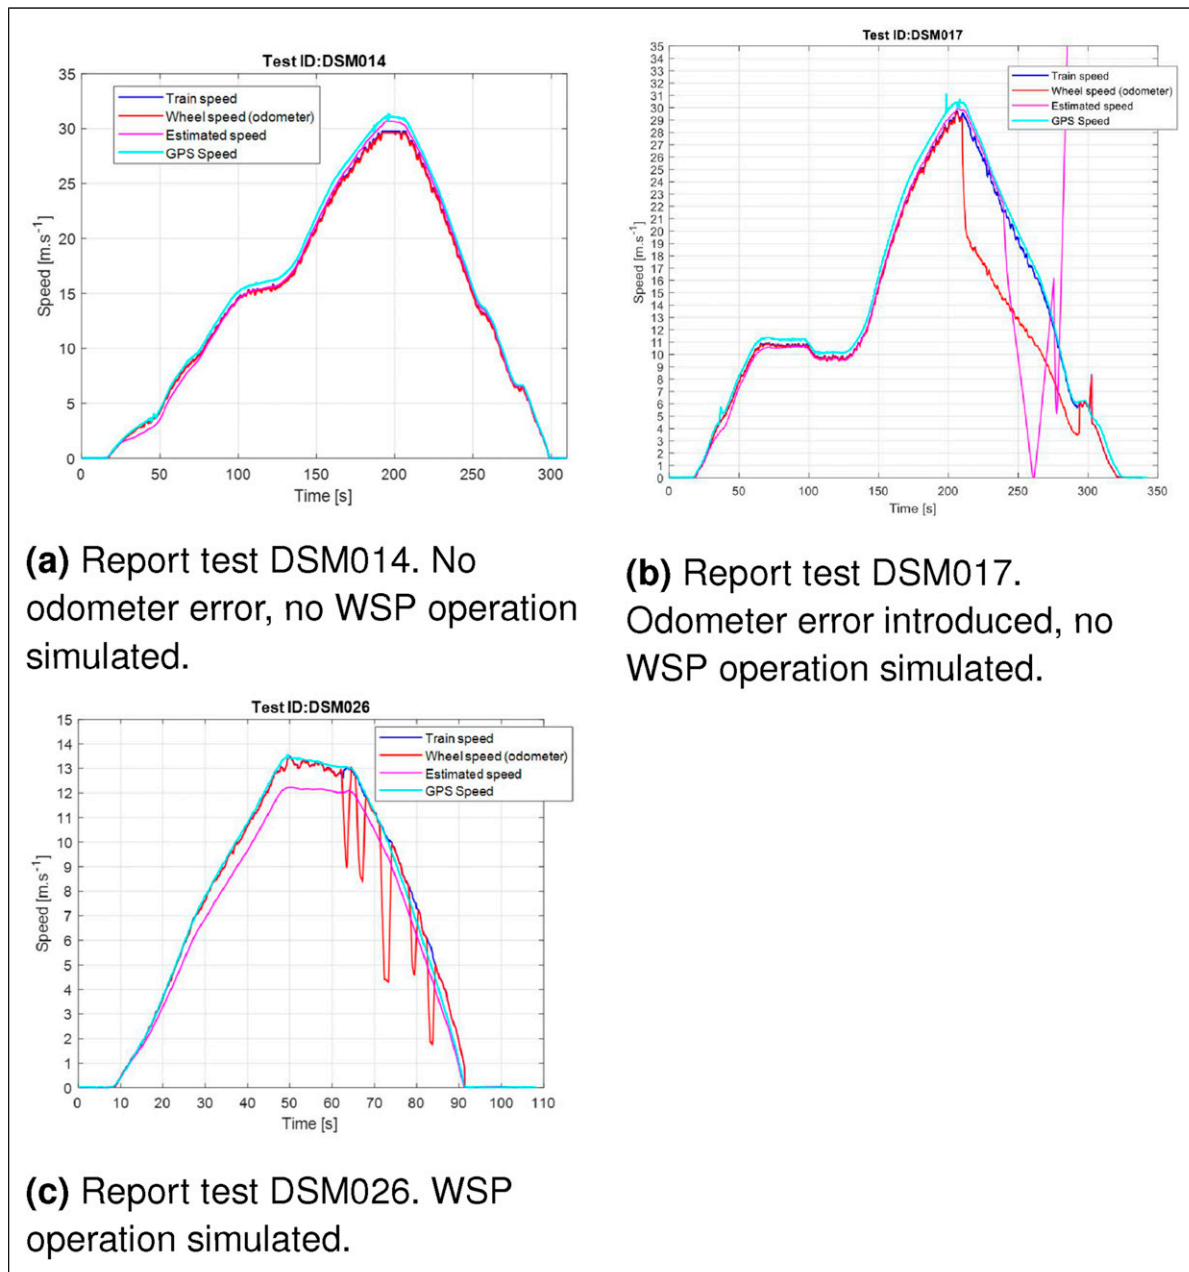 Test ID:DSM014
35
30
25
20
15
10
5
0
Speed [m.s⁻¹]
Train speed
Wheel speed (odometer)
Estimated speed
GPS Speed
0 50 100 150 200 250 300
Time [s]
(a) Report test DSM014. No
odometer error, no WSP operation
simulated.
Test ID:DSM017
35
34
33
32
31
30
29
28
27
26
25
24
23
22
21
20
19
18
17
16
15
14
13
12
11
10
9
8
7
6
5
4
3
2
1
0
Speed [m.s⁻¹]
Train speed
Wheel speed (odometer)
Estimated speed
GPS Speed
0 50 100 150 200 250 300 350
Time [s]
(b) Report test DSM017.
Odometer error introduced, no
WSP operation simulated.
Test ID:DSM026
15
14
13
12
11
10
9
8
7
6
5
4
3
2
1
0
Speed [m.s⁻¹]
Train speed
Wheel speed (odometer)
Estimated speed
GPS Speed
0 10 20 30 40 50 60 70 80 90 100 110
Time [s]
(c) Report test DSM026. WSP
operation simulated.